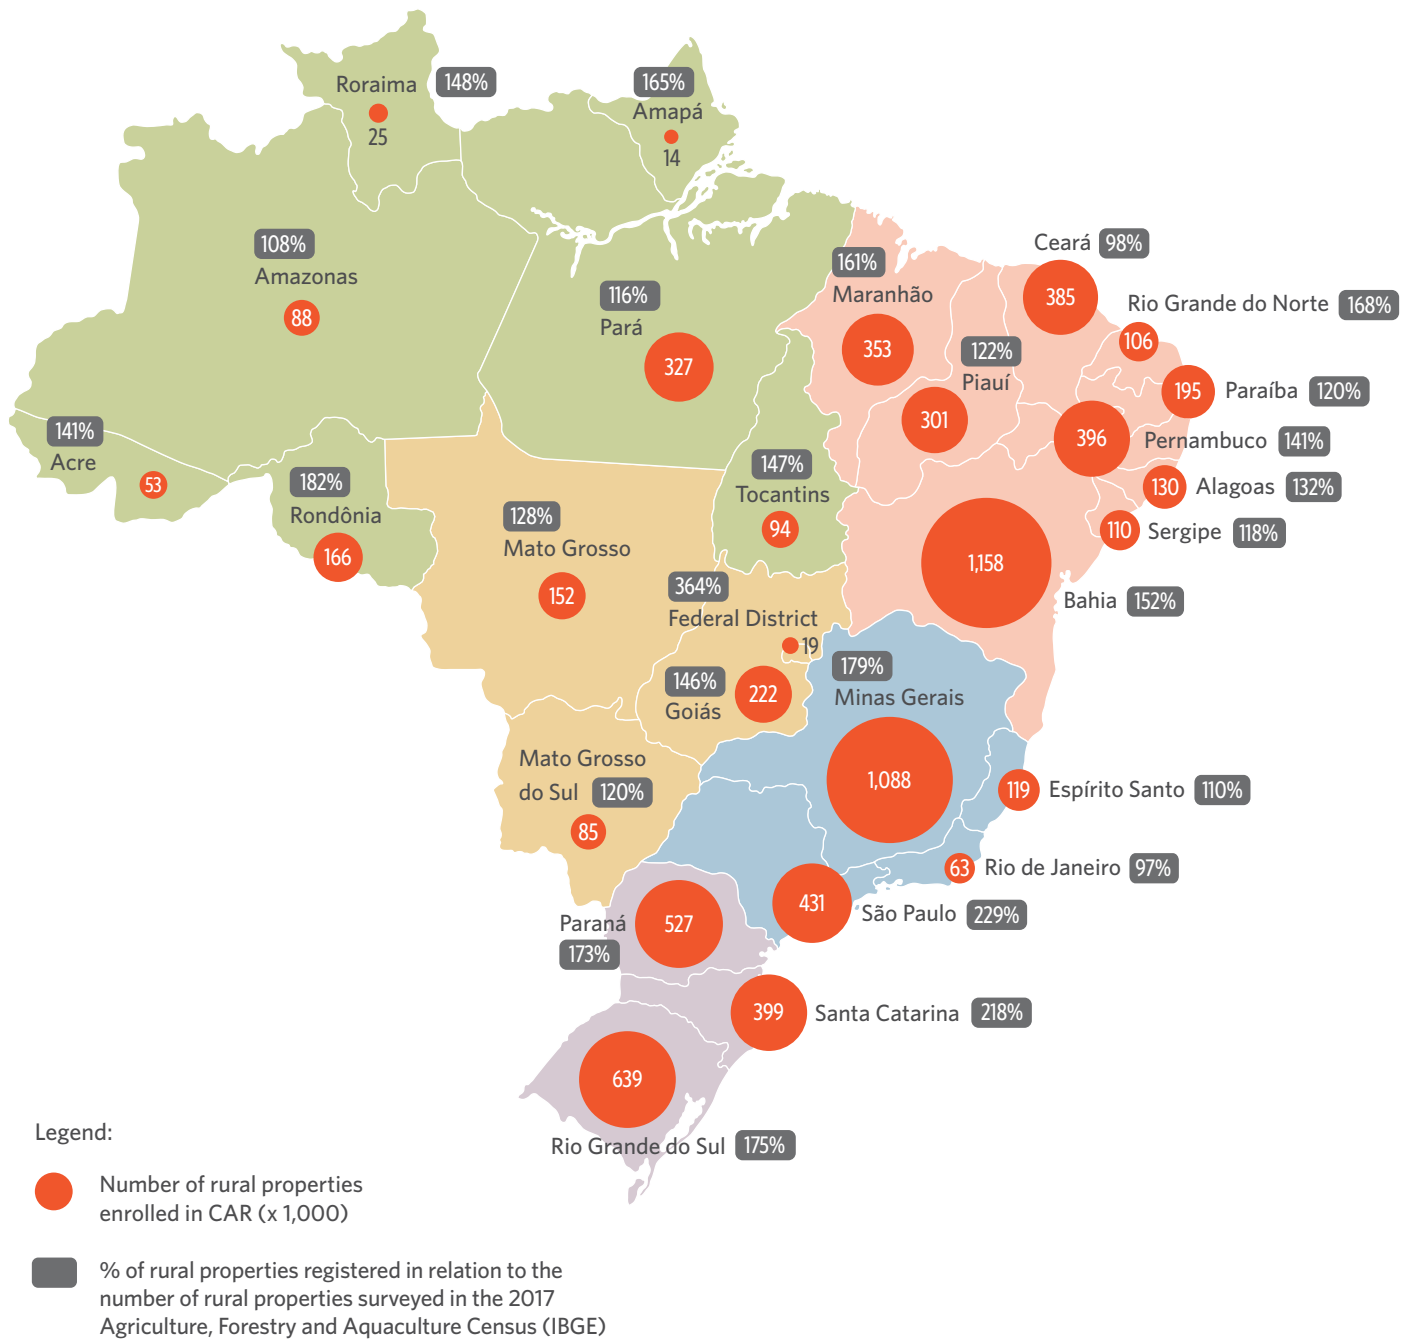 Roraima
148%
25
165%
Amapá
14
108%
Amazonas
88
116%
Pará
327
161%
Maranhão
353
Ceará 98%
385
Rio Grande do Norte 168%
106
122%
Piauí
301
195 Paraíba 120%
396 Pernambuco 141%
130 Alagoas 132%
110 Sergipe 118%
141%
Acre
53
182%
Rondônia
166
147%
Tocantins
94
128%
Mato Grosso
152
1,158
Bahia 152%
364%
Federal District
19
146%
Goiás
222
179%
Minas Gerais
1,088
Mato Grosso
do Sul 120%
85
119 Espírito Santo 110%
63 Rio de Janeiro 97%
431 São Paulo 229%
Paraná
173%
527
399 Santa Catarina 218%
639
Rio Grande do Sul 175%
Legend:
Number of rural properties
enrolled in CAR (x 1,000)
% of rural properties registered in relation to the
number of rural properties surveyed in the 2017
Agriculture, Forestry and Aquaculture Census (IBGE)